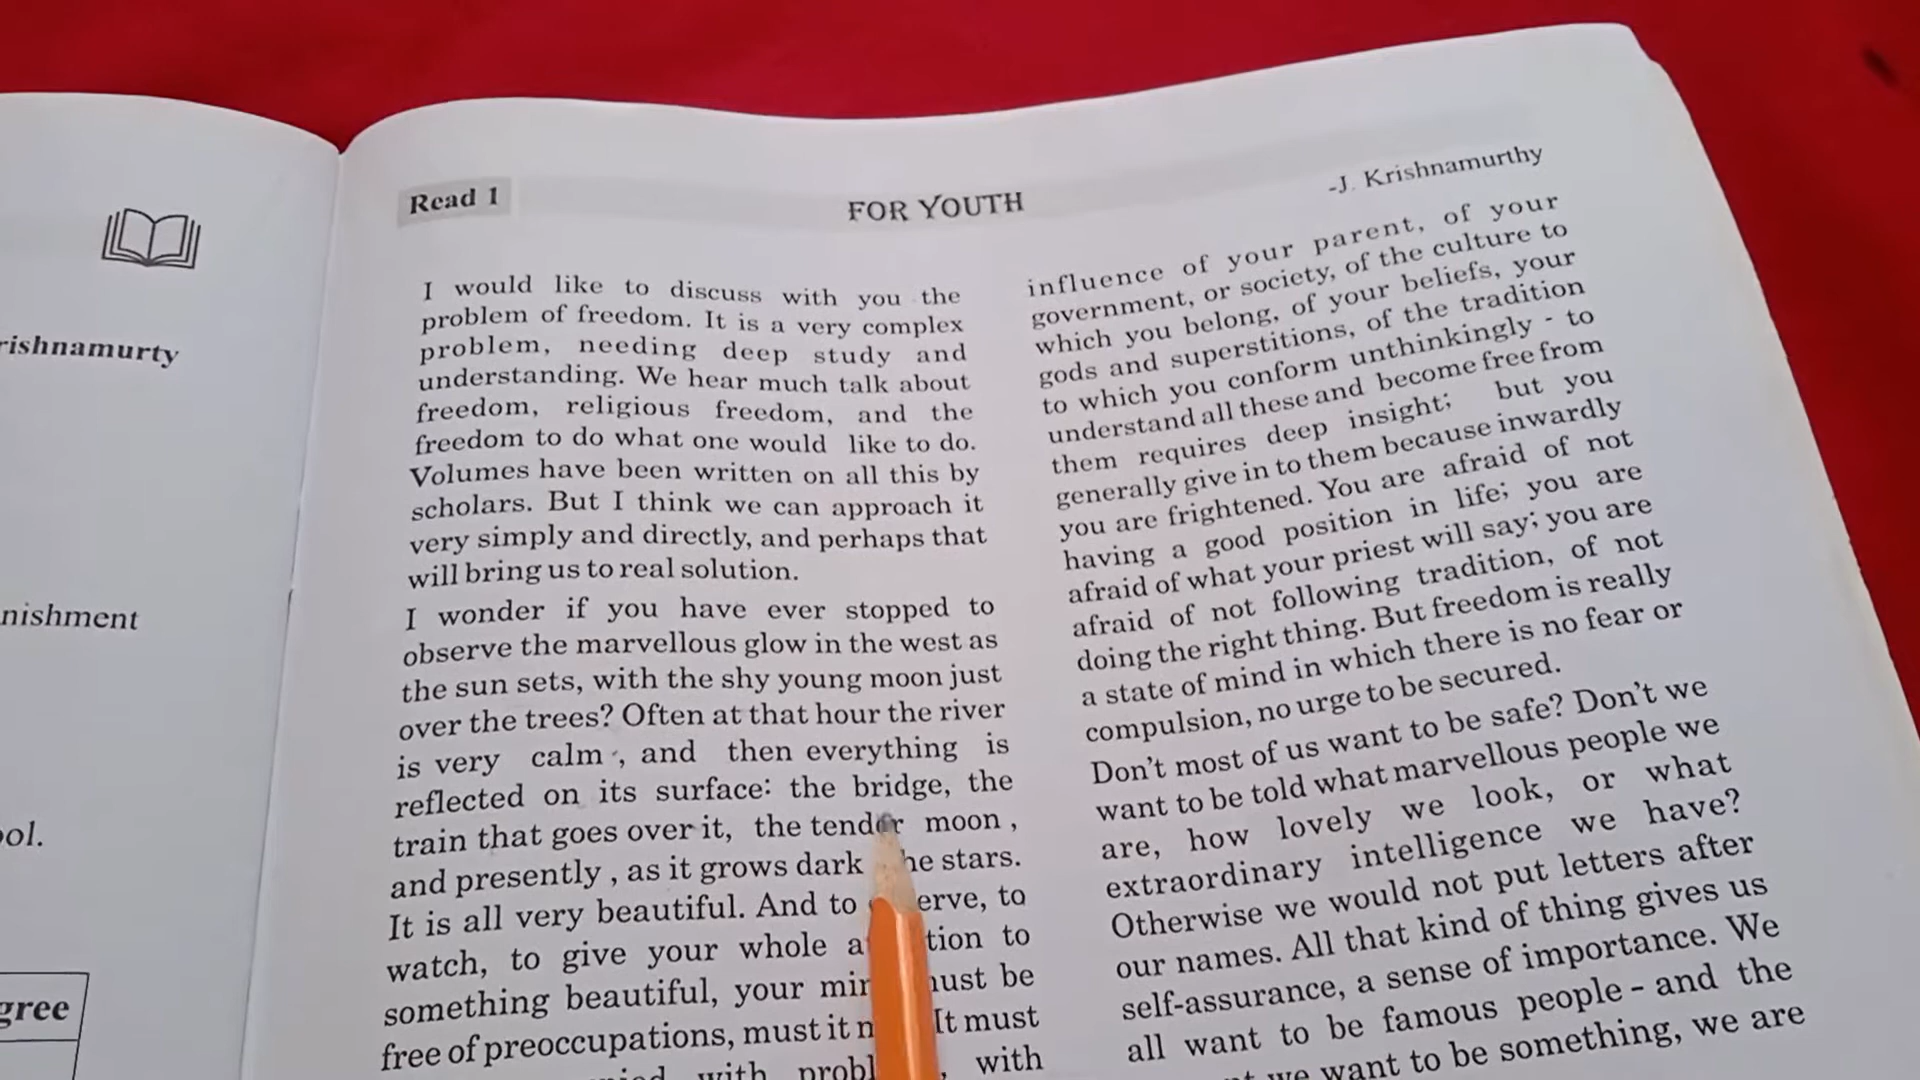 rishnamurty
nishment
ool.
gree
Read 1
FOR YOUTH
-J. Krishnamurthy
I would like to discuss with you the
problem of freedom. It is a very complex
problem, needing deep study and
understanding. We hear much talk about
freedom, religious freedom, and the
freedom to do what one would like to do.
Volumes have been written on all this by
scholars. But I think we can approach it
very simply and directly, and perhaps that
will bring us to real solution.
I wonder if you have ever stopped to
observe the marvellous glow in the west as
the sun sets, with the shy young moon just
over the trees? Often at that hour the river
is very calm , and then everything is
reflected on its surface: the bridge, the
train that goes over it, the tender moon ,
and presently , as it grows dark he stars.
It is all very beautiful. And to erve, to
watch, to give your whole a tion to
something beautiful, your min must be
free of preoccupations, must it n It must
with probl with
influence of your parent, of your
government, or society, of the culture to
which you belong, of your beliefs, your
gods and superstitions, of the tradition
to which you conform unthinkingly - to
understand all these and become free from
them requires deep insight; but you
generally give in to them because inwardly
you are frightened. You are afraid of not
having a good position in life; you are
afraid of what your priest will say; you are
afraid of not following tradition, of not
doing the right thing. But freedom is really
a state of mind in which there is no fear or
compulsion, no urge to be secured.
Don't most of us want to be safe? Don't we
want to be told what marvellous people we
are, how lovely we look, or what
extraordinary intelligence we have?
Otherwise we would not put letters after
our names. All that kind of thing gives us
self-assurance, a sense of importance. We
all want to be famous people - and the
we want to be something, we are